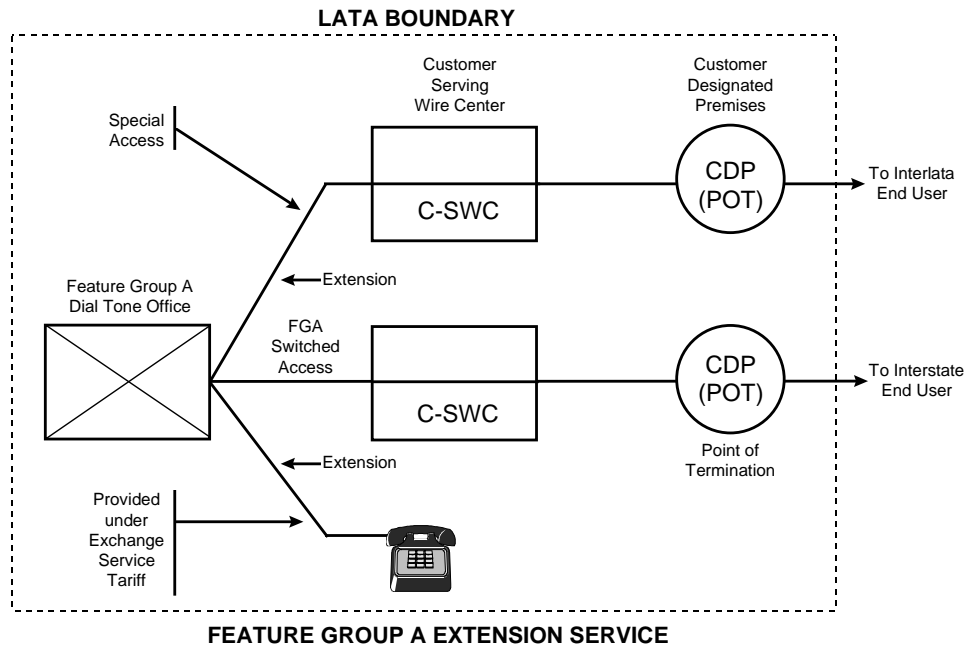 LATA BOUNDARY
Customer
Serving
Wire Center
Customer
Designated
Premises
Special
Access
CDP
(POT)
To Interlata
End User
C-SWC
Extension
Feature Group A
Dial Tone Office
FGA
Switched
Access
CDP
(POT)
To Interstate
End User
C-SWC
Point of
Termination
Extension
Provided
under
Exchange
Service
Tariff
FEATURE GROUP A EXTENSION SERVICE